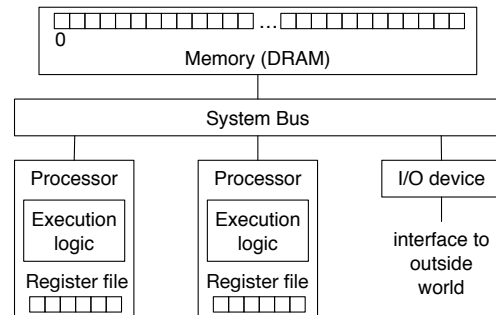 ...
0
Memory (DRAM)
System Bus
Processor
Execution
logic
Register file
Processor
Execution
logic
Register file
I/O device
interface to
outside
world